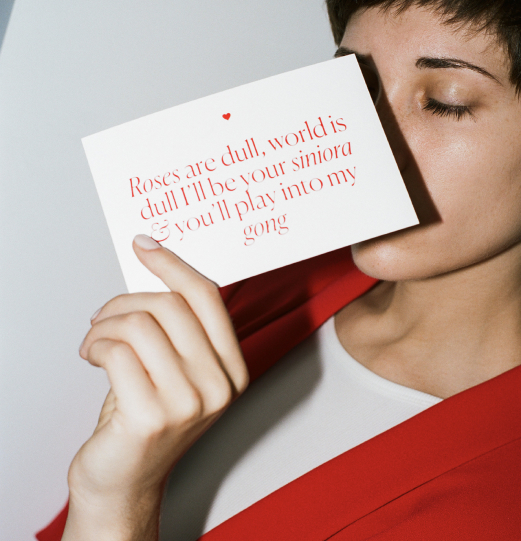 Roses are dull, world is
dull I'll be your siniora
& you'll play into my
gong